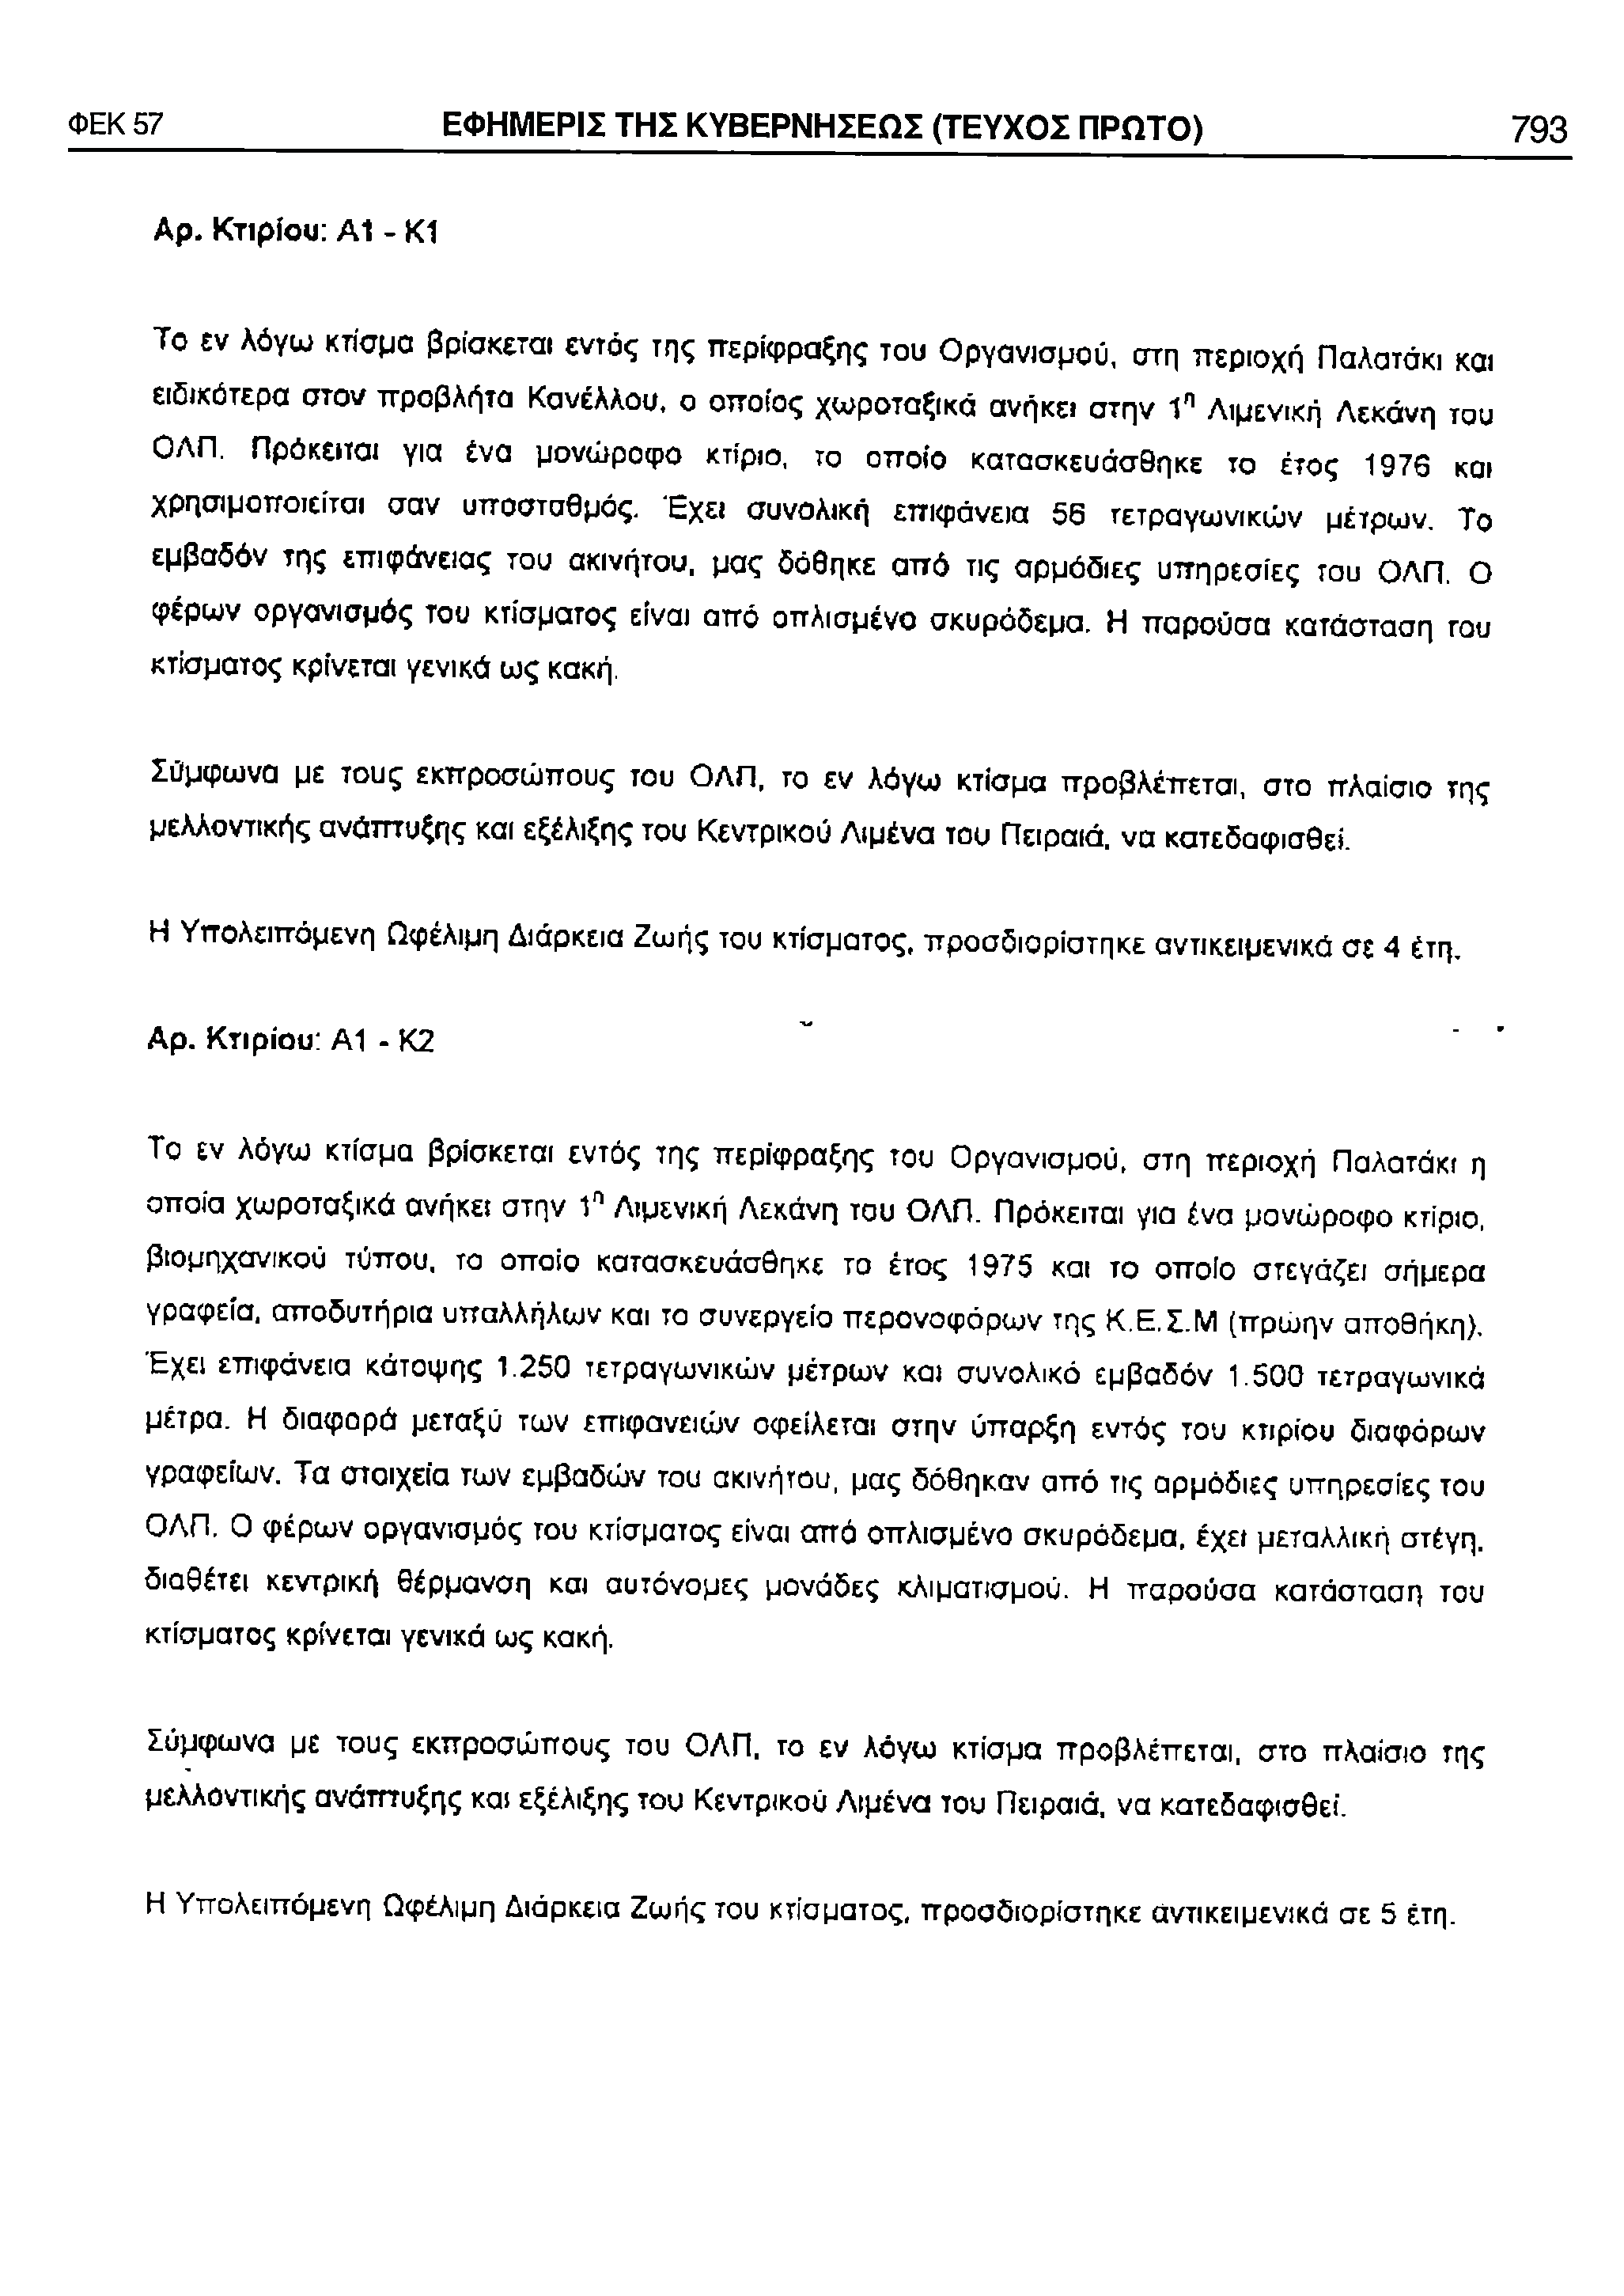 ΦΕΚ 57 ΕΦΗΜΕΡΙΣ ΤΗΣ ΚΥΒΕΡΝΗΣΕΩΣ (ΤΕΥΧΟΣ ΠΡΩΤΟ) 793
Αρ. Κτιρίου: Α1 - Κ1
Το εν λόγω κτίσμα βρίσκεται εντός της περίφραξης του Οργανισμού, στη περιοχή Παλατάκι και
ειδικότερα στον προβλήτα Κανέλλου, ο οποίος χωροταξικά ανήκει στην 1η Λιμενική Λεκάνη του
ΟΛΠ. Πρόκειται για ένα μονώροφο κτίριο, το οποίο κατασκευάσθηκε το έτος 1976 και
χρησιμοποιείται σαν υποσταθμός. Έχει συνολική επιφάνεια 56 τετραγωνικών μέτρων. Το
εμβαδόν της επιφάνειας του ακινήτου, μας δόθηκε από τις αρμόδιες υπηρεσίες του ΟΛΠ. Ο
φέρων οργανισμός του κτίσματος είναι από οπλισμένο σκυρόδεμα. Η παρούσα κατάσταση του
κτίσματος κρίνεται γενικά ως κακή.
Σύμφωνα με τους εκπροσώπους του ΟΛΠ, το εν λόγω κτίσμα προβλέπεται, στο πλαίσιο της
μελλοντικής ανάπτυξης και εξέλιξης του Κεντρικού Λιμένα του Πειραιά, να κατεδαφισθεί.
Η Υπολειπόμενη Ωφέλιμη Διάρκεια Ζωής του κτίσματος, προσδιορίστηκε αντικειμενικά σε 4 έτη.
Αρ. Κτιρίου: Α1 - Κ2
Το εν λόγω κτίσμα βρίσκεται εντός της περίφραξης του Οργανισμού, στη περιοχή Παλατάκι η
οποία χωροταξικά ανήκει στην 1η Λιμενική Λεκάνη του ΟΛΠ. Πρόκειται για ένα μονώροφο κτίριο,
βιομηχανικού τύπου, το οποίο κατασκευάσθηκε το έτος 1975 και το οποίο στεγάζει σήμερα
γραφεία, αποδυτήρια υπαλλήλων και το συνεργείο περονοφόρων της Κ.Ε.Σ.Μ (πρώην αποθήκη).
Έχει επιφάνεια κάτοψης 1.250 τετραγωνικών μέτρων και συνολικό εμβαδόν 1.500 τετραγωνικά
μέτρα. Η διαφορά μεταξύ των επιφανειών οφείλεται στην ύπαρξη εντός του κτιρίου διαφόρων
γραφείων. Τα στοιχεία των εμβαδών του ακινήτου, μας δόθηκαν από τις αρμόδιες υπηρεσίες του
ΟΛΠ. Ο φέρων οργανισμός του κτίσματος είναι από οπλισμένο σκυρόδεμα, έχει μεταλλική στέγη,
διαθέτει κεντρική θέρμανση και αυτόνομες μονάδες κλιματισμού. Η παρούσα κατάσταση του
κτίσματος κρίνεται γενικά ως κακή.
Σύμφωνα με τους εκπροσώπους του ΟΛΠ, το εν λόγω κτίσμα προβλέπεται, στο πλαίσιο της
μελλοντικής ανάπτυξης και εξέλιξης του Κεντρικού Λιμένα του Πειραιά, να κατεδαφισθεί.
Η Υπολειπόμενη Ωφέλιμη Διάρκεια Ζωής του κτίσματος, προσδιορίστηκε αντικειμενικά σε 5 έτη.